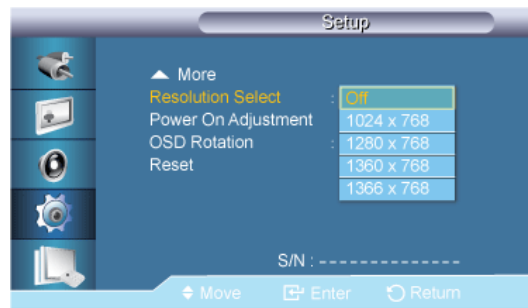 Setup
▲ More
Resolution Select : Off
Power On Adjustment 1024 x 768
OSD Rotation : 1280 x 768
Reset 1360 x 768
1366 x 768
S/N : - - - - - - - - - - - - - -
Move Enter Return